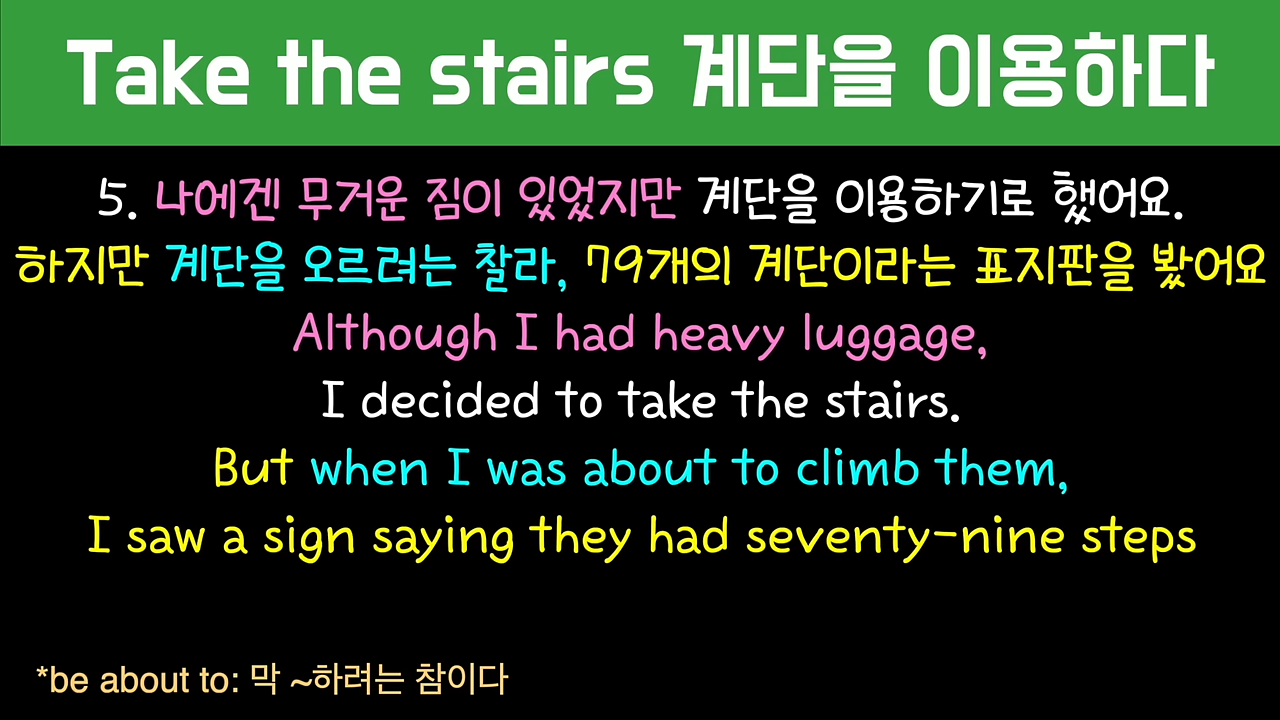 Take the stairs 계단을 이용하다
5. 나에겐 무거운 짐이 있었지만 계단을 이용하기로 했어요.
하지만 계단을 오르려는 찰라, 79개의 계단이라는 표지판을 봤어요
Although I had heavy luggage,
I decided to take the stairs.
But when I was about to climb them,
I saw a sign saying they had seventy-nine steps
*be about to: 막 ~하려는 참이다